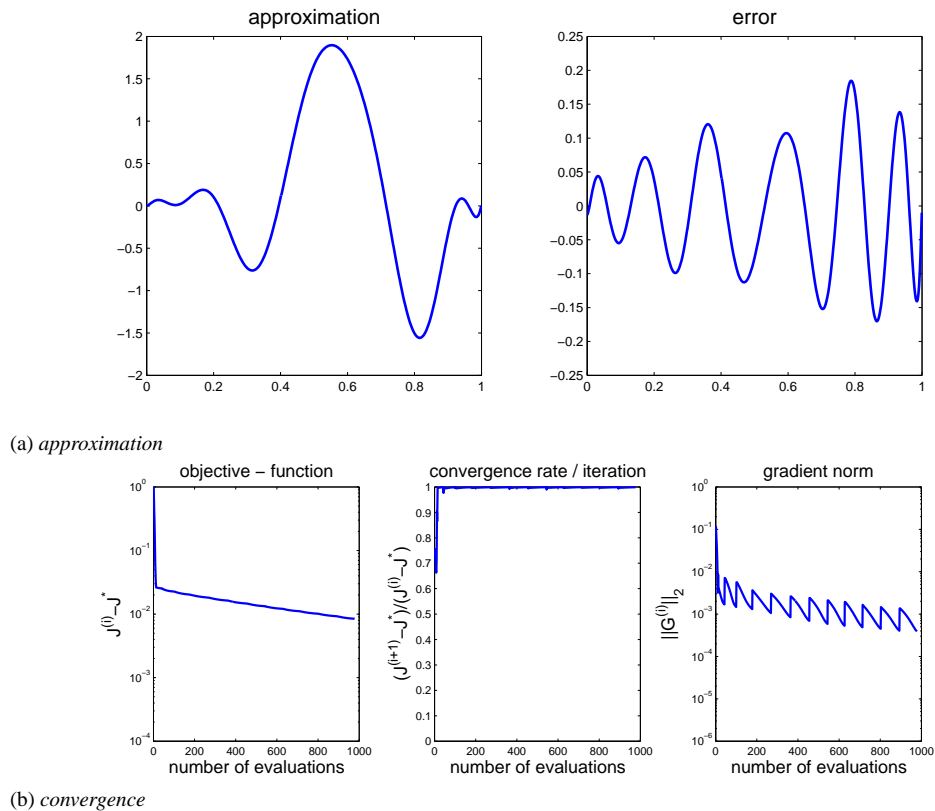 approximation
error
2
1.5
1
0.5
0
−0.5
−1
−1.5
−2
0 0.2 0.4 0.6 0.8 1
0.25
0.2
0.15
0.1
0.05
0
−0.05
−0.1
−0.15
−0.2
−0.25
0 0.2 0.4 0.6 0.8 1
(a) approximation
objective − function
convergence rate / iteration
gradient norm
10^0
10^−1
10^−2
10^−3
10^−4
J^(i)−J^*
0 200 400 600 800 1000
number of evaluations
1
0.9
0.8
0.7
0.6
0.5
0.4
0.3
0.2
0.1
0
(J^(i+1)−J^*)/(J^(i)−J^*)
0 200 400 600 800 1000
number of evaluations
10^0
10^−1
10^−2
10^−3
10^−4
10^−5
10^−6
||G^(i)||_2
0 200 400 600 800 1000
number of evaluations
(b) convergence